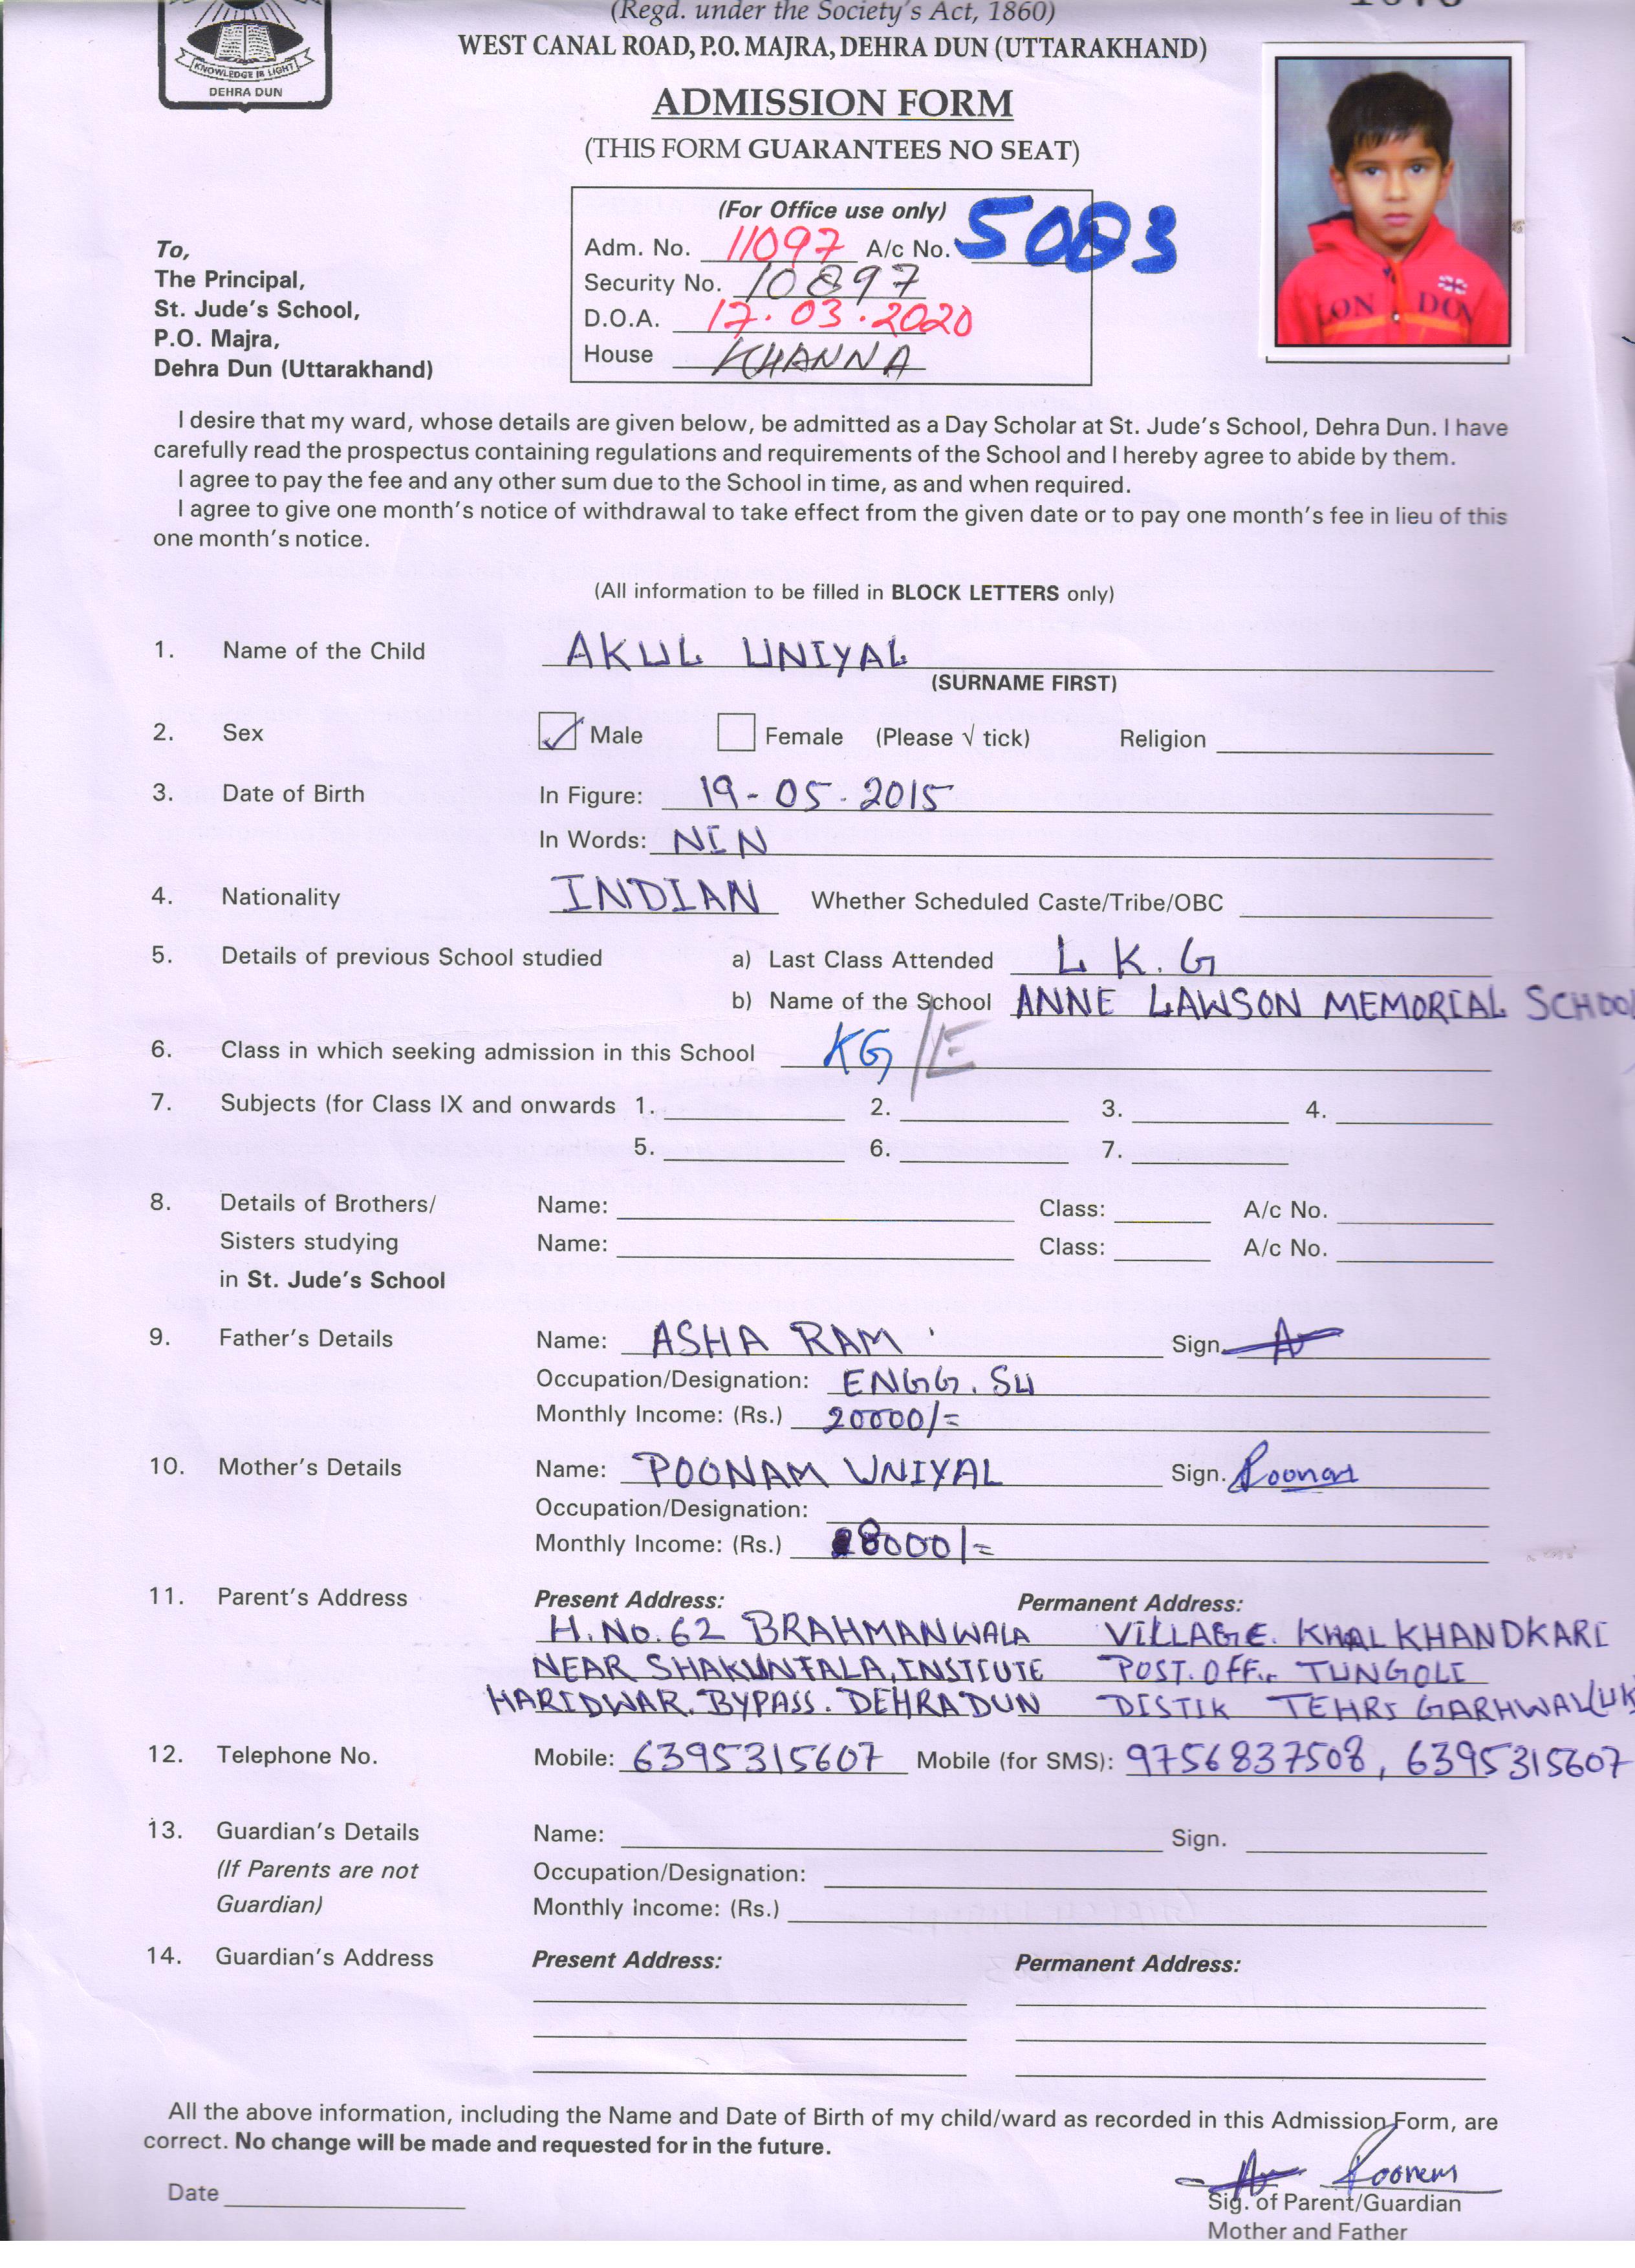 (Regd. under the Society's Act, 1860)
WEST CANAL ROAD, P.O. MAJRA, DEHRA DUN (UTTARAKHAND)
KNOWLEDGE IS LIGHT
DEHRA DUN
ADMISSION FORM
(THIS FORM GUARANTEES NO SEAT)
(For Office use only)
Adm. No. 11097 A/c No. 5083
Security No. 10897
D.O.A. 17.03.2020
House KHANNA
LON DON
To,
The Principal,
St. Jude's School,
P.O. Majra,
Dehra Dun (Uttarakhand)
I desire that my ward, whose details are given below, be admitted as a Day Scholar at St. Jude's School, Dehra Dun. I have
carefully read the prospectus containing regulations and requirements of the School and I hereby agree to abide by them.
I agree to pay the fee and any other sum due to the School in time, as and when required.
I agree to give one month's notice of withdrawal to take effect from the given date or to pay one month's fee in lieu of this
one month's notice.
(All information to be filled in BLOCK LETTERS only)
1. Name of the Child AKUL UNIYAL
(SURNAME FIRST)
2. Sex Male Female (Please √ tick) Religion
3. Date of Birth In Figure: 19-05-2015
In Words: NIN
4. Nationality INDIAN Whether Scheduled Caste/Tribe/OBC
5. Details of previous School studied a) Last Class Attended L K.G
b) Name of the School ANNE LAWSON MEMORIAL SCHOOL
6. Class in which seeking admission in this School KG/E
7. Subjects (for Class IX and onwards 1. 2. 3. 4.
5. 6. 7.
8. Details of Brothers/ Name: Class: A/c No.
Sisters studying Name: Class: A/c No.
in St. Jude's School
9. Father's Details Name: ASHA RAM Sign.
Occupation/Designation: ENGG. SU
Monthly Income: (Rs.) 20000/=
10. Mother's Details Name: POONAM UNIYAL Sign. Poonam
Occupation/Designation:
Monthly Income: (Rs.) 8000/=
11. Parent's Address Present Address: Permanent Address:
H.NO.62 BRAHMANWALA VILLAGE. KHAL KHANDKARI
NEAR SHAKUNTALA, INSTIUTE POST. OFF. TUNGOLI
HARIDWAR. BYPASS. DEHRADUN DISTIK TEHRI GARHWAL(UK
12. Telephone No. Mobile: 6395315607 Mobile (for SMS): 9756837508, 6395315607
13. Guardian's Details Name: Sign.
(If Parents are not Occupation/Designation:
Guardian) Monthly income: (Rs.)
14. Guardian's Address Present Address: Permanent Address:
All the above information, including the Name and Date of Birth of my child/ward as recorded in this Admission Form, are
correct. No change will be made and requested for in the future.
Poonam
Date Sig. of Parent/Guardian
Mother and Father